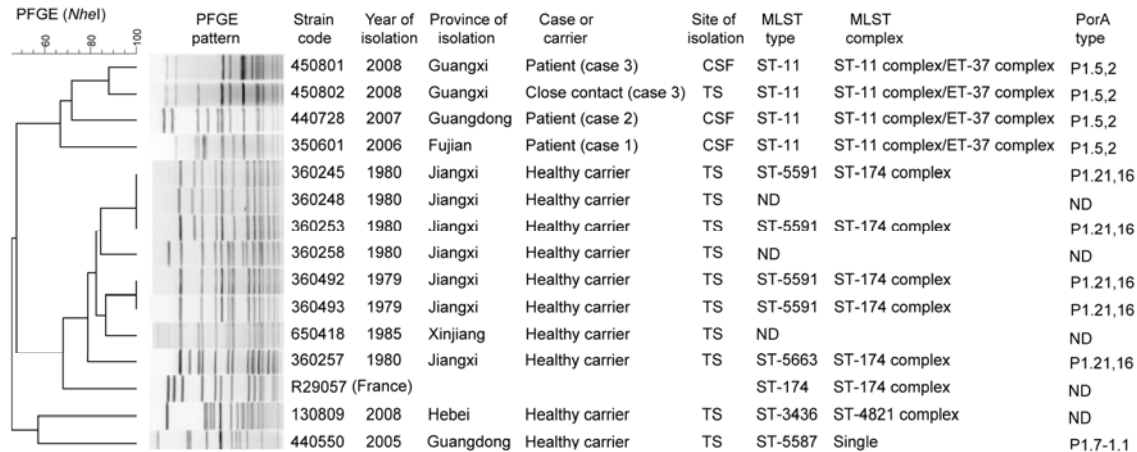 PFGE (NheI)
60 80 100
PFGE pattern Strain code Year of isolation Province of isolation Case or carrier Site of isolation MLST type MLST complex PorA type
450801 2008 Guangxi Patient (case 3) CSF ST-11 ST-11 complex/ET-37 complex P1.5,2
450802 2008 Guangxi Close contact (case 3) TS ST-11 ST-11 complex/ET-37 complex P1.5,2
440728 2007 Guangdong Patient (case 2) CSF ST-11 ST-11 complex/ET-37 complex P1.5,2
350601 2006 Fujian Patient (case 1) CSF ST-11 ST-11 complex/ET-37 complex P1.5,2
360245 1980 Jiangxi Healthy carrier TS ST-5591 ST-174 complex P1.21,16
360248 1980 Jiangxi Healthy carrier TS ND ND
360253 1980 Jiangxi Healthy carrier TS ST-5591 ST-174 complex P1.21,16
360258 1980 Jiangxi Healthy carrier TS ND ND
360492 1979 Jiangxi Healthy carrier TS ST-5591 ST-174 complex P1.21,16
360493 1979 Jiangxi Healthy carrier TS ST-5591 ST-174 complex P1.21,16
650418 1985 Xinjiang Healthy carrier TS ND ND
360257 1980 Jiangxi Healthy carrier TS ST-5663 ST-174 complex P1.21,16
R29057 (France) ST-174 ST-174 complex ND
130809 2008 Hebei Healthy carrier TS ST-3436 ST-4821 complex ND
440550 2005 Guangdong Healthy carrier TS ST-5587 Single P1.7-1.1